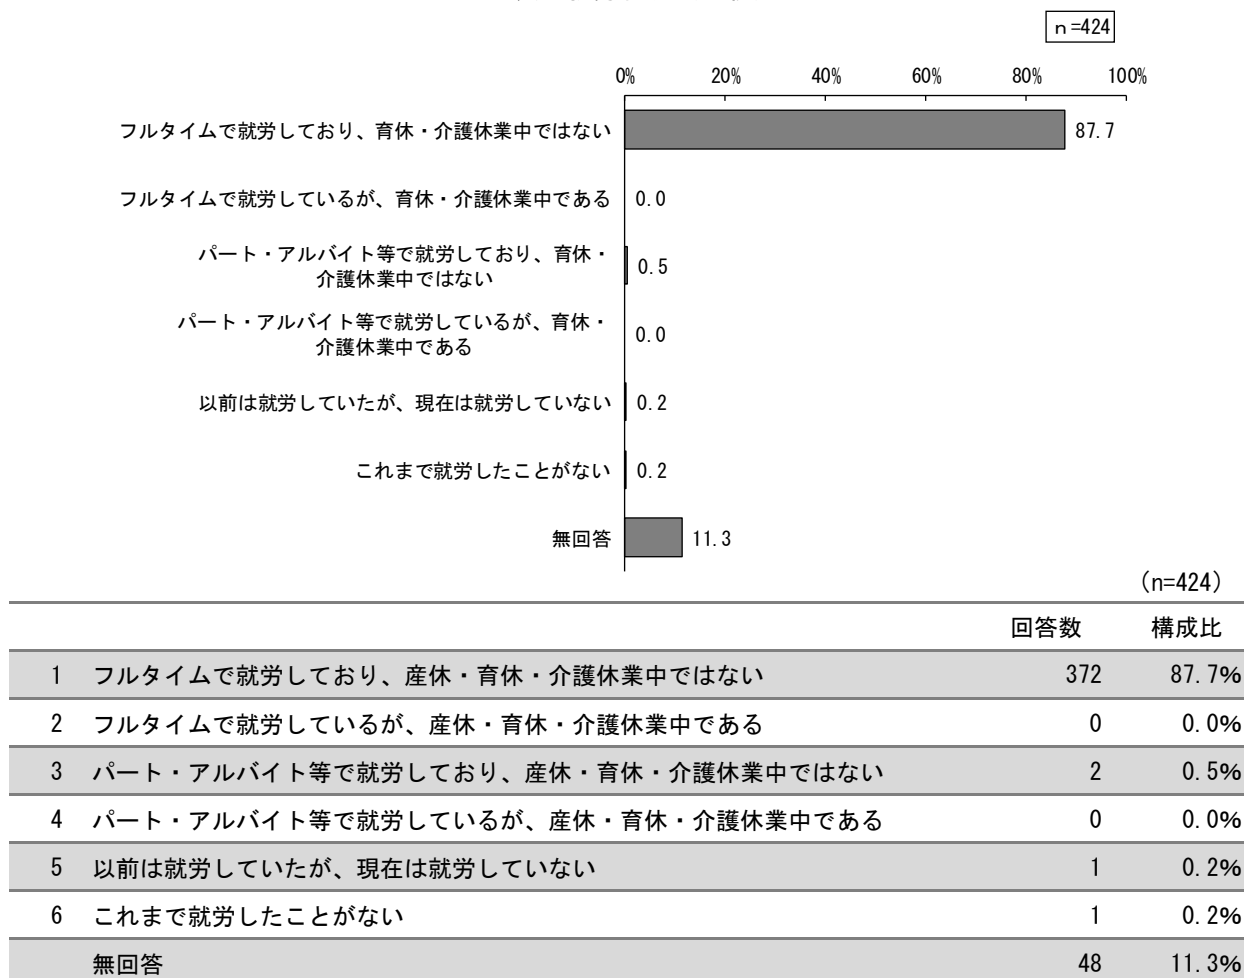 n=424
0% 20% 40% 60% 80% 100%
フルタイムで就労しており、育休・介護休業中ではない 87.7
フルタイムで就労しているが、育休・介護休業中である 0.0
パート・アルバイト等で就労しており、育休・
介護休業中ではない 0.5
パート・アルバイト等で就労しているが、育休・
介護休業中である 0.0
以前は就労していたが、現在は就労していない 0.2
これまで就労したことがない 0.2
無回答 11.3
(n=424)
回答数 構成比
1 フルタイムで就労しており、産休・育休・介護休業中ではない 372 87.7%
2 フルタイムで就労しているが、産休・育休・介護休業中である 0 0.0%
3 パート・アルバイト等で就労しており、産休・育休・介護休業中ではない 2 0.5%
4 パート・アルバイト等で就労しているが、産休・育休・介護休業中である 0 0.0%
5 以前は就労していたが、現在は就労していない 1 0.2%
6 これまで就労したことがない 1 0.2%
無回答 48 11.3%